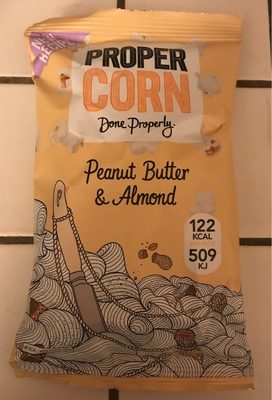 PROPER
CORN
Done Properly.
Peanut Butter
& Almond
122
KCAL
509
KJ